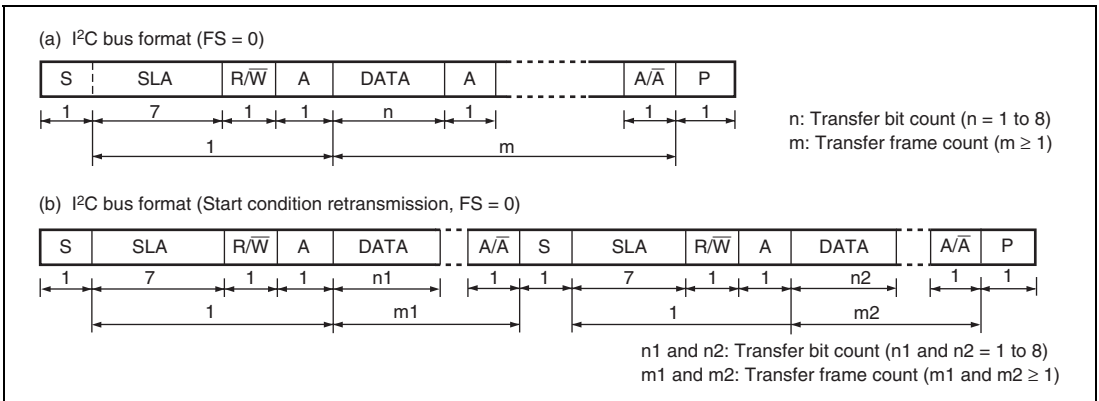 (a) I²C bus format (FS = 0)
S SLA R/W̅ A DATA A A/A̅ P
1 7 1 1 n 1 1 1
1 m
n: Transfer bit count (n = 1 to 8)
m: Transfer frame count (m ≥ 1)
(b) I²C bus format (Start condition retransmission, FS = 0)
S SLA R/W̅ A DATA A/A̅ S SLA R/W̅ A DATA A/A̅ P
1 7 1 1 n1 1 1 7 1 1 n2 1 1
1 m1 1 m2
n1 and n2: Transfer bit count (n1 and n2 = 1 to 8)
m1 and m2: Transfer frame count (m1 and m2 ≥ 1)